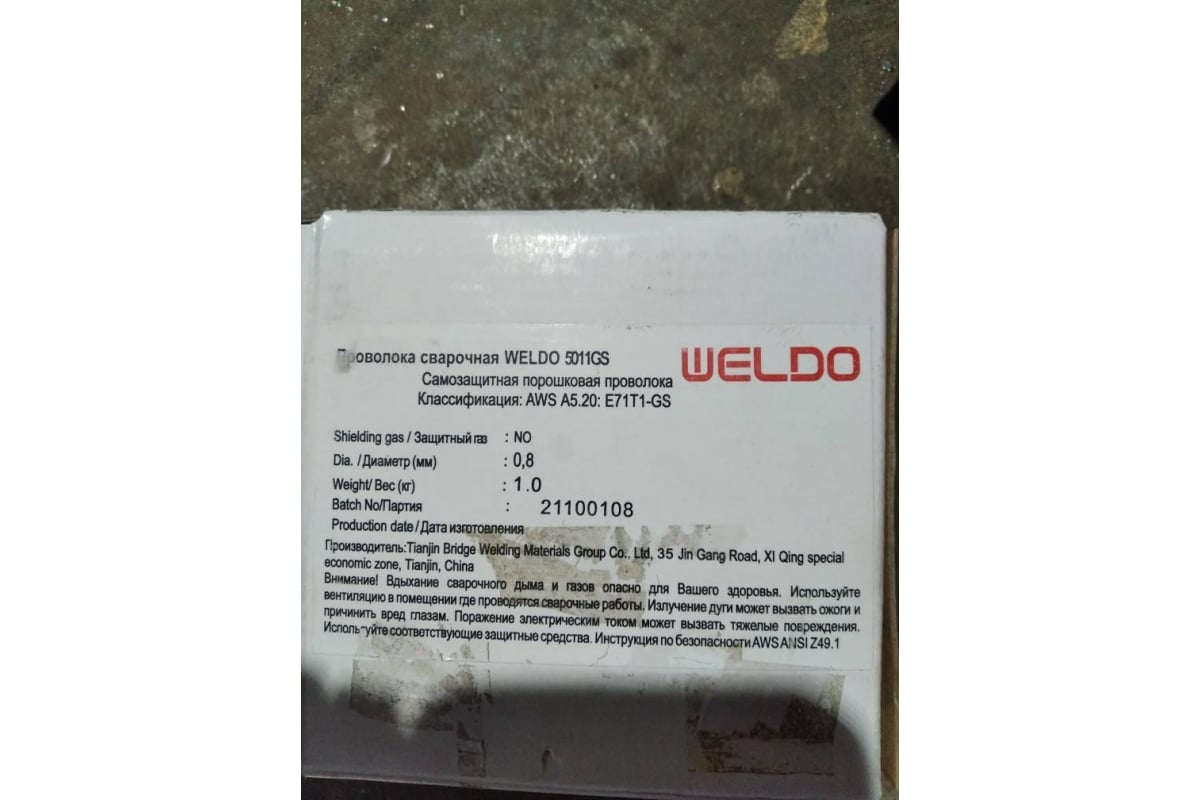 Проволока сварочная WELDO 5011GS
WELDO
Самозащитная порошковая проволока
Классификация: AWS A5.20: E71T1-GS
Shielding gas / Защитный газ : NO
Dia. /Диаметр (мм) : 0,8
Weight/ Вес (кг) : 1.0
Batch No/Партия : 21100108
Production date / Дата изготовления
Производитель:Tianjin Bridge Welding Materials Group Co., Ltd, 35 Jin Gang Road, XI Qing special
economic zone, Tianjin, China
Внимание! Вдыхание сварочного дыма и газов опасно для Вашего здоровья. Используйте
вентиляцию в помещении где проводятся сварочные работы. Излучение дуги может вызвать ожоги и
причинить вред глазам. Поражение электрическим током может вызвать тяжелые повреждения.
Используйте соответствующие защитные средства. Инструкция по безопасности AWS ANSI Z49.1